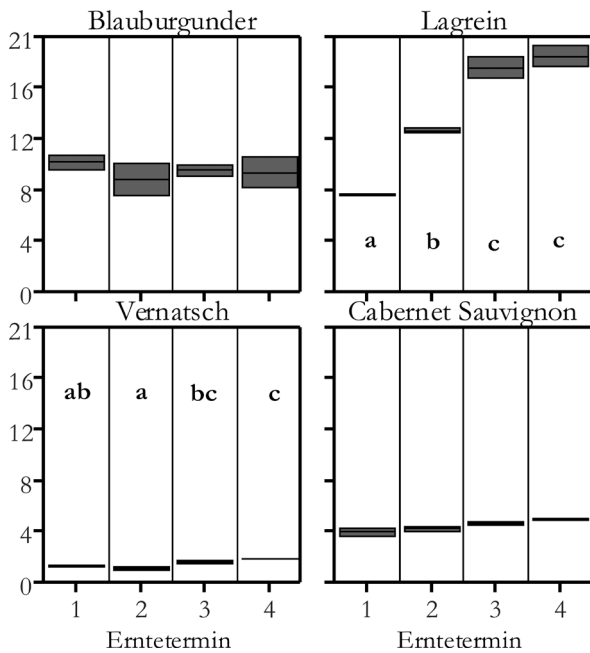 Blauburgunder Lagrein
21
16
12
8
4
0
a b c c
Vernatsch Cabernet Sauvignon
21
16
12
8
4
0
ab a bc c
1 2 3 4 1 2 3 4
Erntetermin Erntetermin